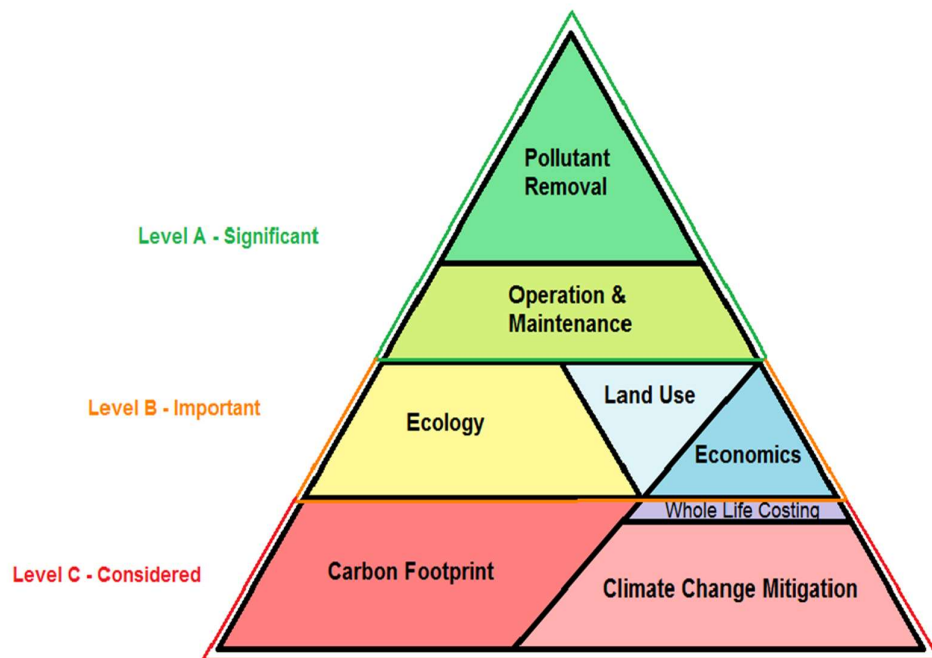 Pollutant
Removal
Level A - Significant
Operation &
Maintenance
Level B - Important
Land Use
Ecology
Economics
Whole Life Costing
Level C - Considered
Carbon Footprint
Climate Change Mitigation